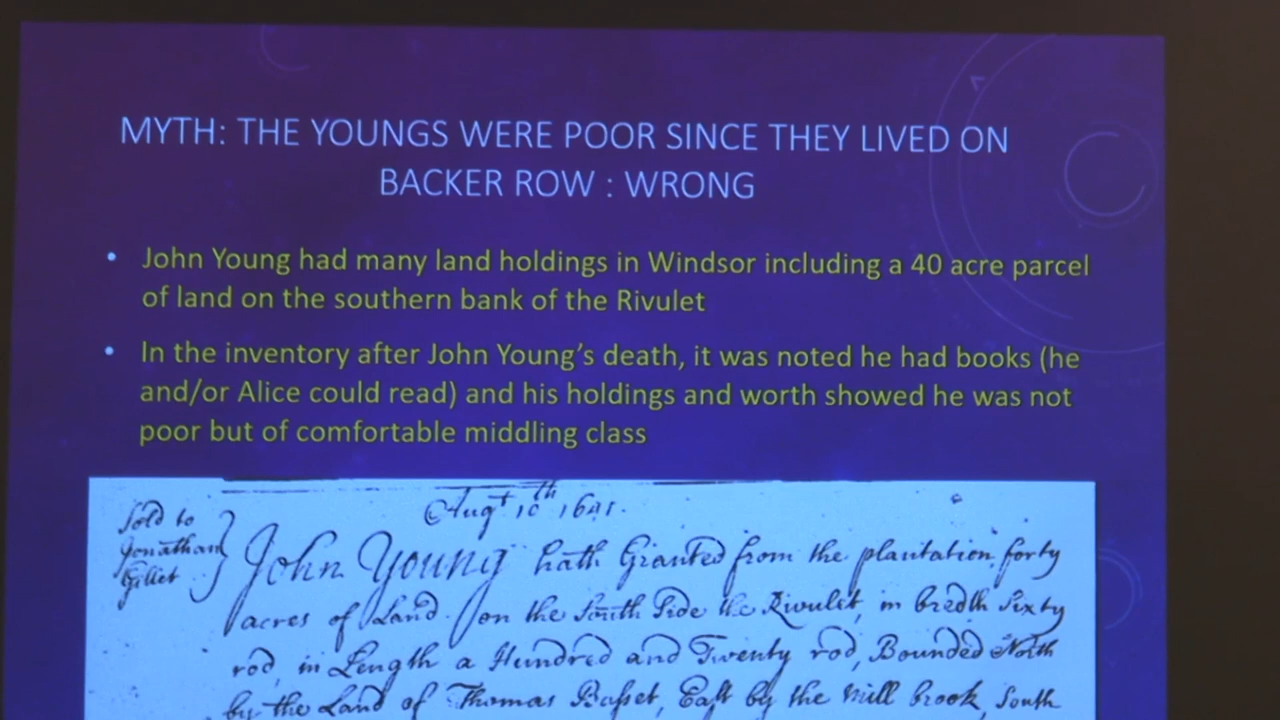 MYTH: THE YOUNGS WERE POOR SINCE THEY LIVED ON
BACKER ROW : WRONG
• John Young had many land holdings in Windsor including a 40 acre parcel
of land on the southern bank of the Rivulet
• In the inventory after John Young's death, it was noted he had books (he
and/or Alice could read) and his holdings and worth showed he was not
poor but of comfortable middling class
Augt 10th 1641.
Sold to
Jonathan
Gillet
John Young hath Granted from the plantation forty
acres of Land on the South Side the Rivulet, in bredth Sixty
rod, in Length a Hundred and Twenty rod, Bounded North
by the Land of Thomas Basset, East by the mill brook, South